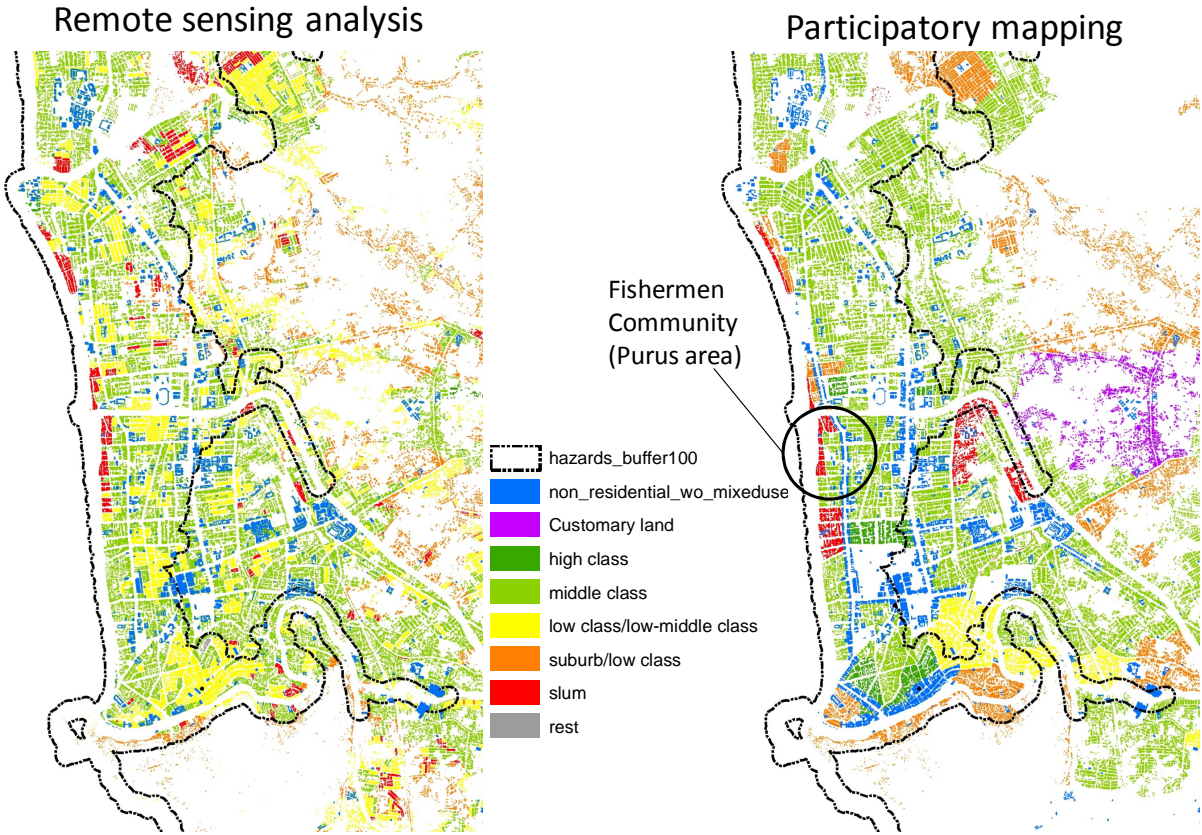 Remote sensing analysis
Participatory mapping
Fishermen
Community
(Purus area)
hazards_buffer100
non_residential_wo_mixeduse
Customary land
high class
middle class
low class/low-middle class
suburb/low class
slum
rest